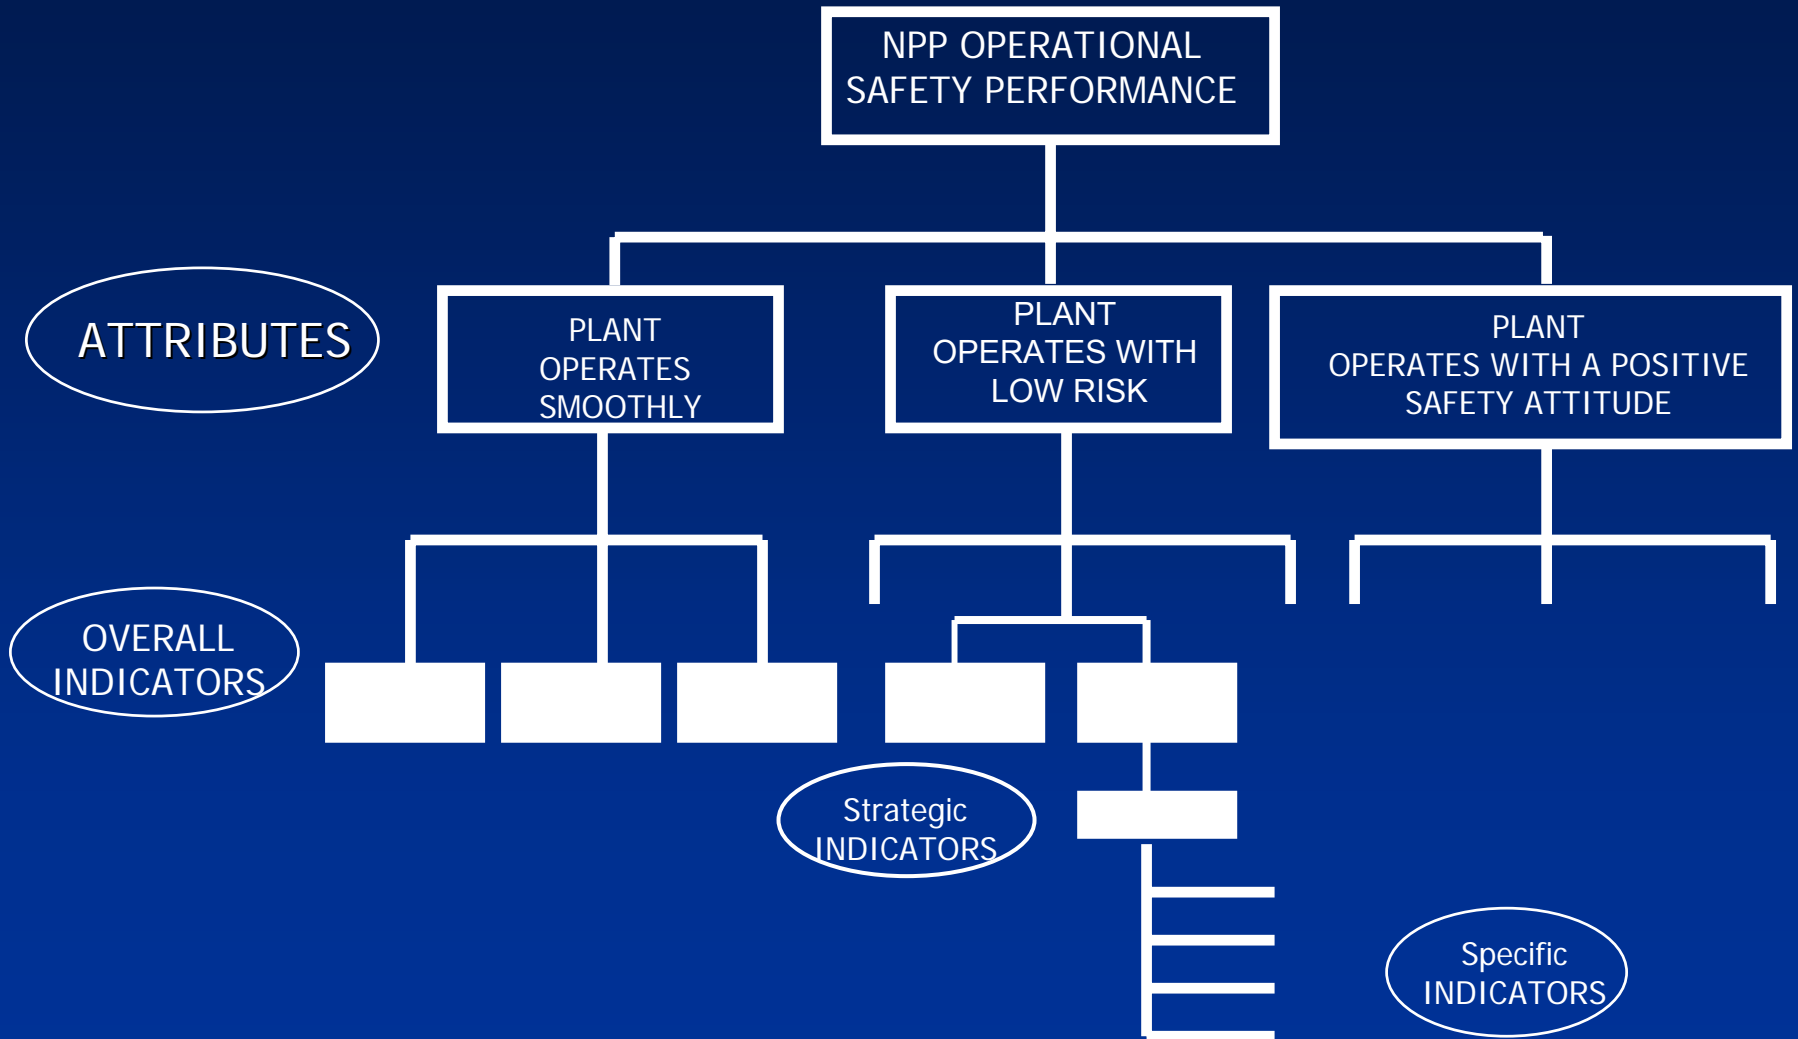 NPP OPERATIONAL
SAFETY PERFORMANCE
ATTRIBUTES
PLANT
OPERATES
SMOOTHLY
PLANT
OPERATES WITH
LOW RISK
PLANT
OPERATES WITH A POSITIVE
SAFETY ATTITUDE
OVERALL
INDICATORS
Strategic
INDICATORS
Specific
INDICATORS